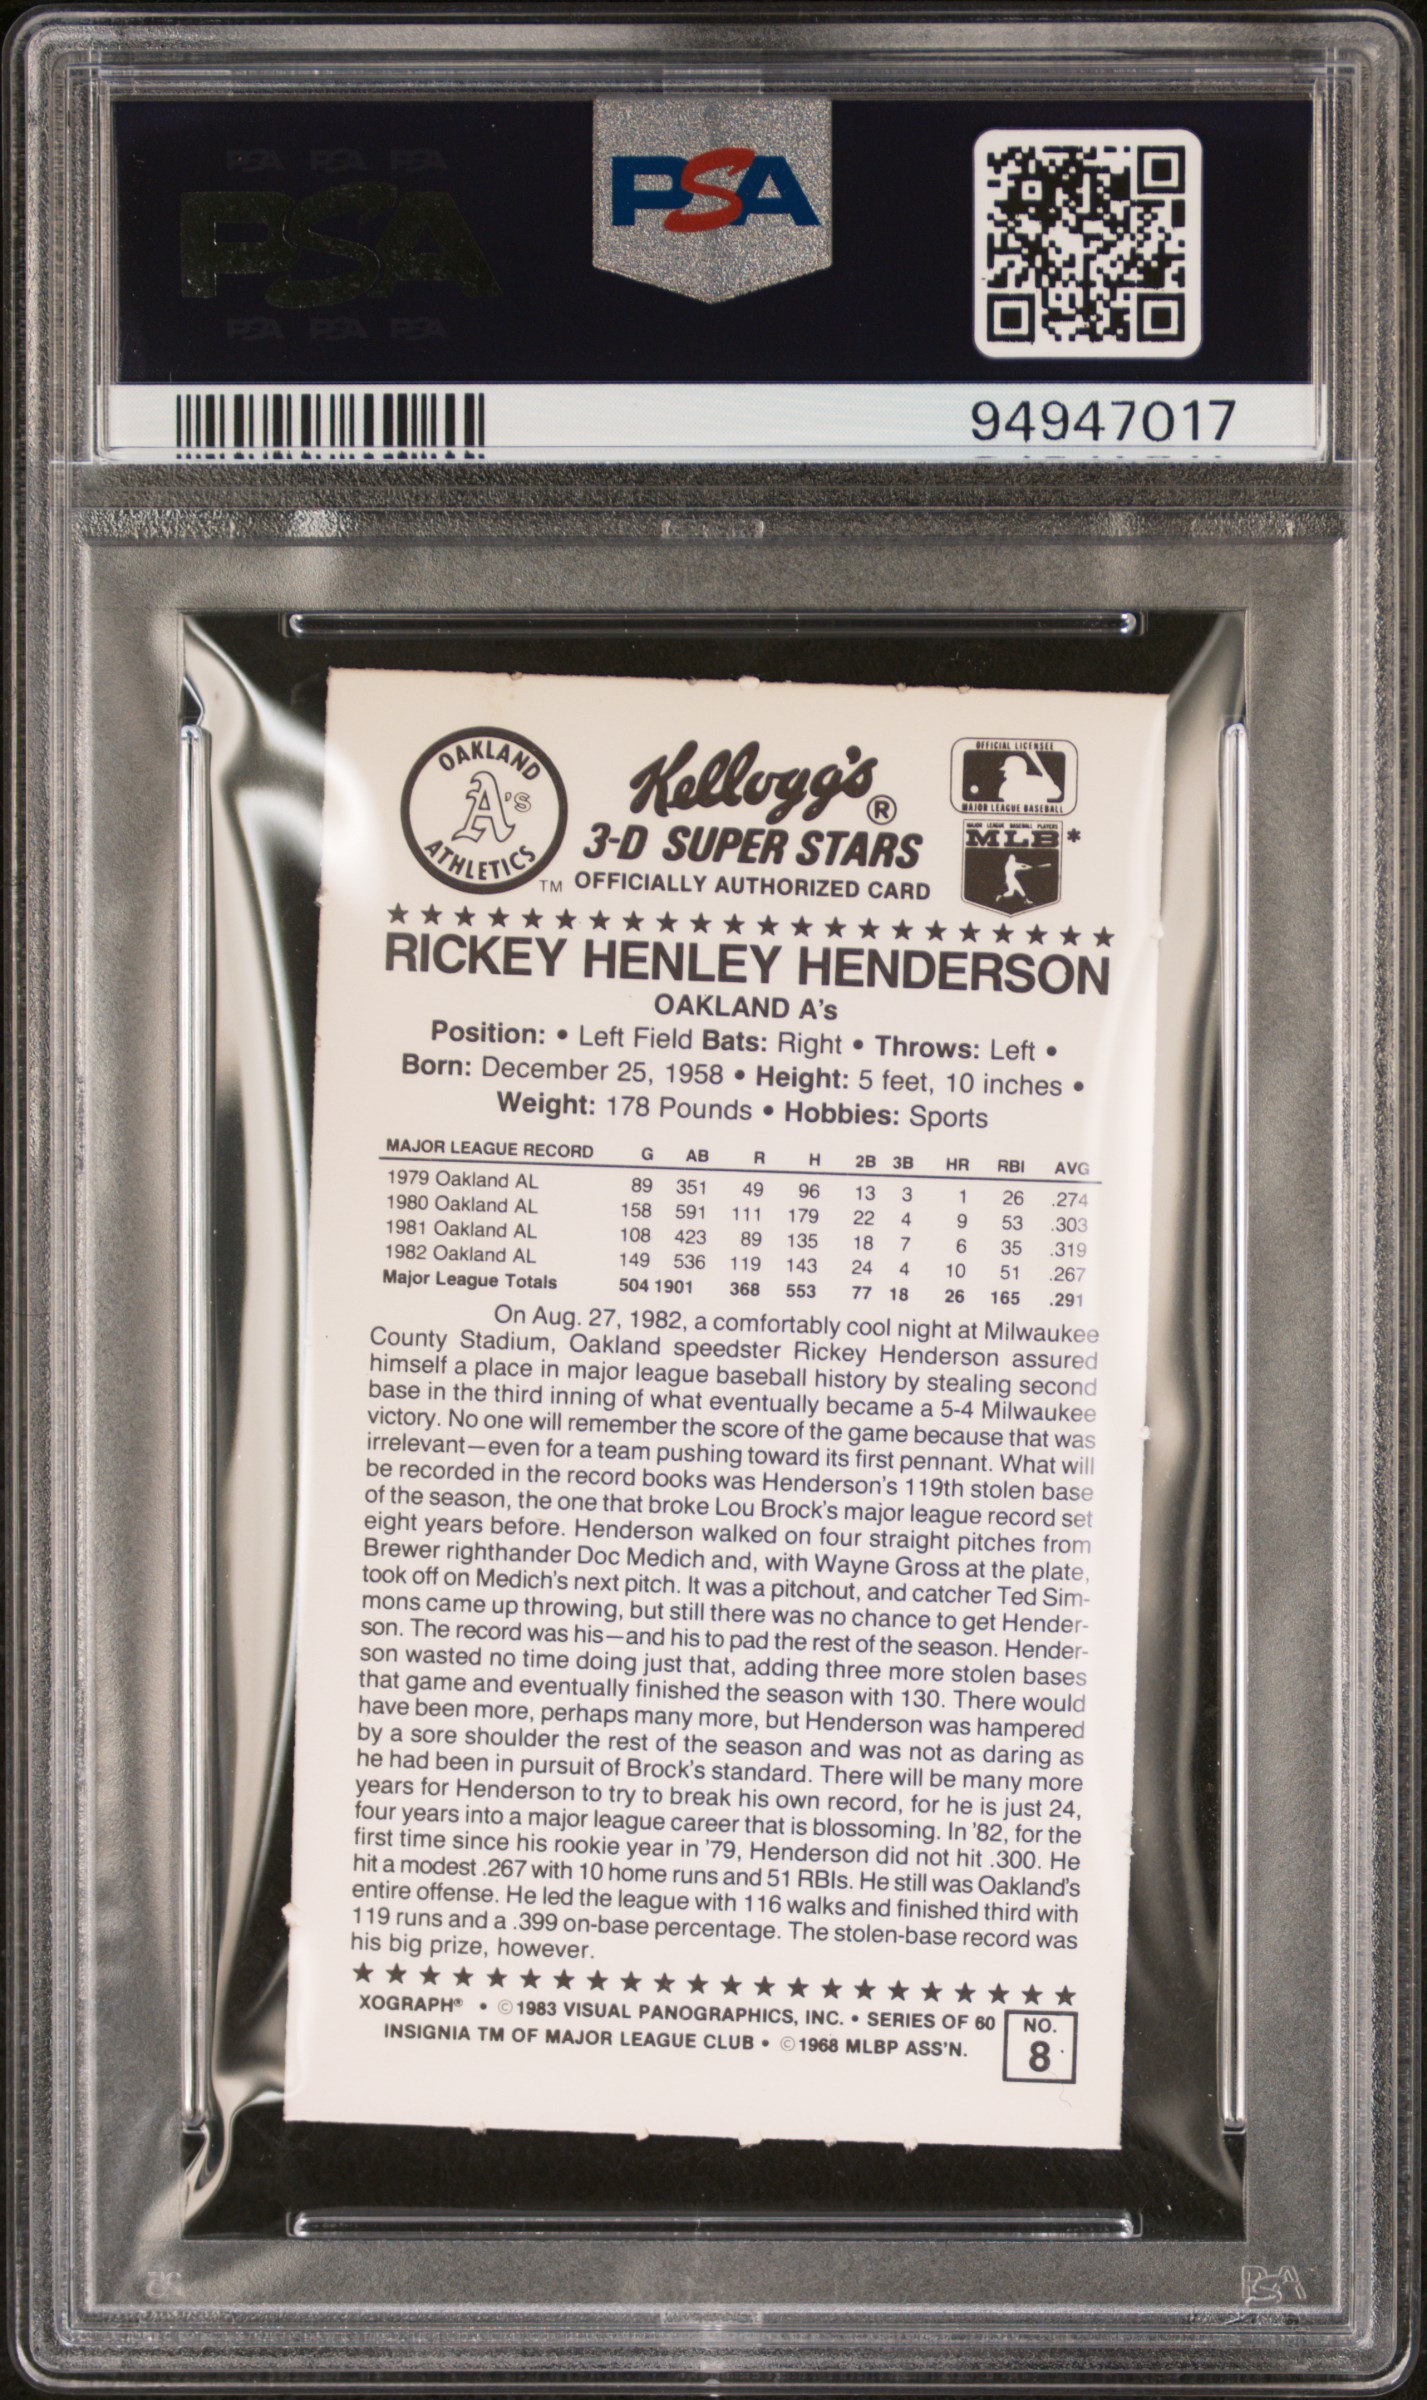 PSA PSA PSA
PSA
PSA PSA PSA
PSA
94947017
OAKLAND
A's
ATHLETICS
TM
Kellogg's®
3-D SUPER STARS
OFFICIALLY AUTHORIZED CARD
OFFICIAL LICENSEE
MAJOR LEAGUE BASEBALL
MAJOR LEAGUE BASEBALL PLAYERS
MLB*
★★★★★★★★★★★★★★★★★★★★★★
RICKEY HENLEY HENDERSON
OAKLAND A's
Position: • Left Field Bats: Right • Throws: Left •
Born: December 25, 1958 • Height: 5 feet, 10 inches •
Weight: 178 Pounds • Hobbies: Sports
MAJOR LEAGUE RECORD G AB R H 2B 3B HR RBI AVG
1979 Oakland AL 89 351 49 96 13 3 1 26 .274
1980 Oakland AL 158 591 111 179 22 4 9 53 .303
1981 Oakland AL 108 423 89 135 18 7 6 35 .319
1982 Oakland AL 149 536 119 143 24 4 10 51 .267
Major League Totals 504 1901 368 553 77 18 26 165 .291
On Aug. 27, 1982, a comfortably cool night at Milwaukee
County Stadium, Oakland speedster Rickey Henderson assured
himself a place in major league baseball history by stealing second
base in the third inning of what eventually became a 5-4 Milwaukee
victory. No one will remember the score of the game because that was
irrelevant—even for a team pushing toward its first pennant. What will
be recorded in the record books was Henderson's 119th stolen base
of the season, the one that broke Lou Brock's major league record set
eight years before. Henderson walked on four straight pitches from
Brewer righthander Doc Medich and, with Wayne Gross at the plate,
took off on Medich's next pitch. It was a pitchout, and catcher Ted Sim-
mons came up throwing, but still there was no chance to get Hender-
son. The record was his—and his to pad the rest of the season. Hender-
son wasted no time doing just that, adding three more stolen bases
that game and eventually finished the season with 130. There would
have been more, perhaps many more, but Henderson was hampered
by a sore shoulder the rest of the season and was not as daring as
he had been in pursuit of Brock's standard. There will be many more
years for Henderson to try to break his own record, for he is just 24,
four years into a major league career that is blossoming. In '82, for the
first time since his rookie year in '79, Henderson did not hit .300. He
hit a modest .267 with 10 home runs and 51 RBIs. He still was Oakland's
entire offense. He led the league with 116 walks and finished third with
119 runs and a .399 on-base percentage. The stolen-base record was
his big prize, however.
★★★★★★★★★★★★★★★★★★★★★★
XOGRAPH® • ©1983 VISUAL PANOGRAPHICS, INC. • SERIES OF 60
INSIGNIA TM OF MAJOR LEAGUE CLUB • ©1968 MLBP ASS'N.
NO.
8
PSA